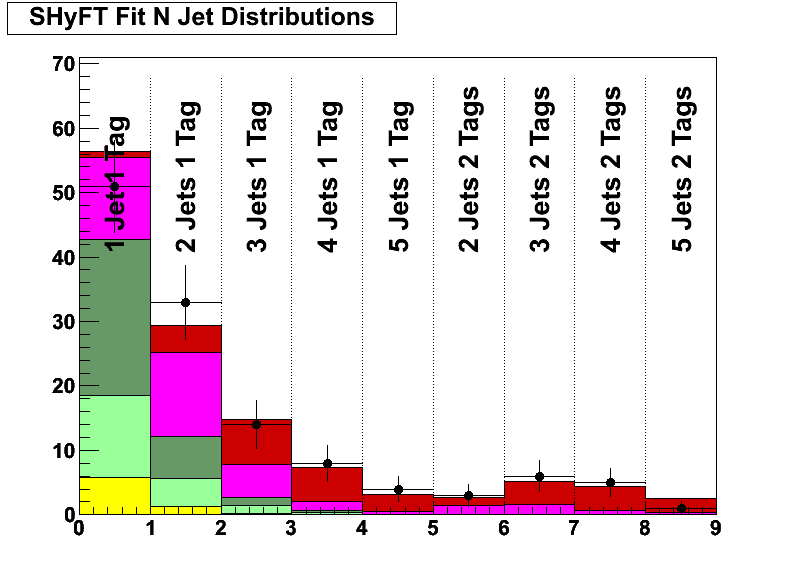 SHyFT Fit N Jet Distributions
70
60
50
40
30
20
10
0
1 Jet 1 Tag
2 Jets 1 Tag
3 Jets 1 Tag
4 Jets 1 Tag
5 Jets 1 Tag
2 Jets 2 Tags
3 Jets 2 Tags
4 Jets 2 Tags
5 Jets 2 Tags
0 1 2 3 4 5 6 7 8 9